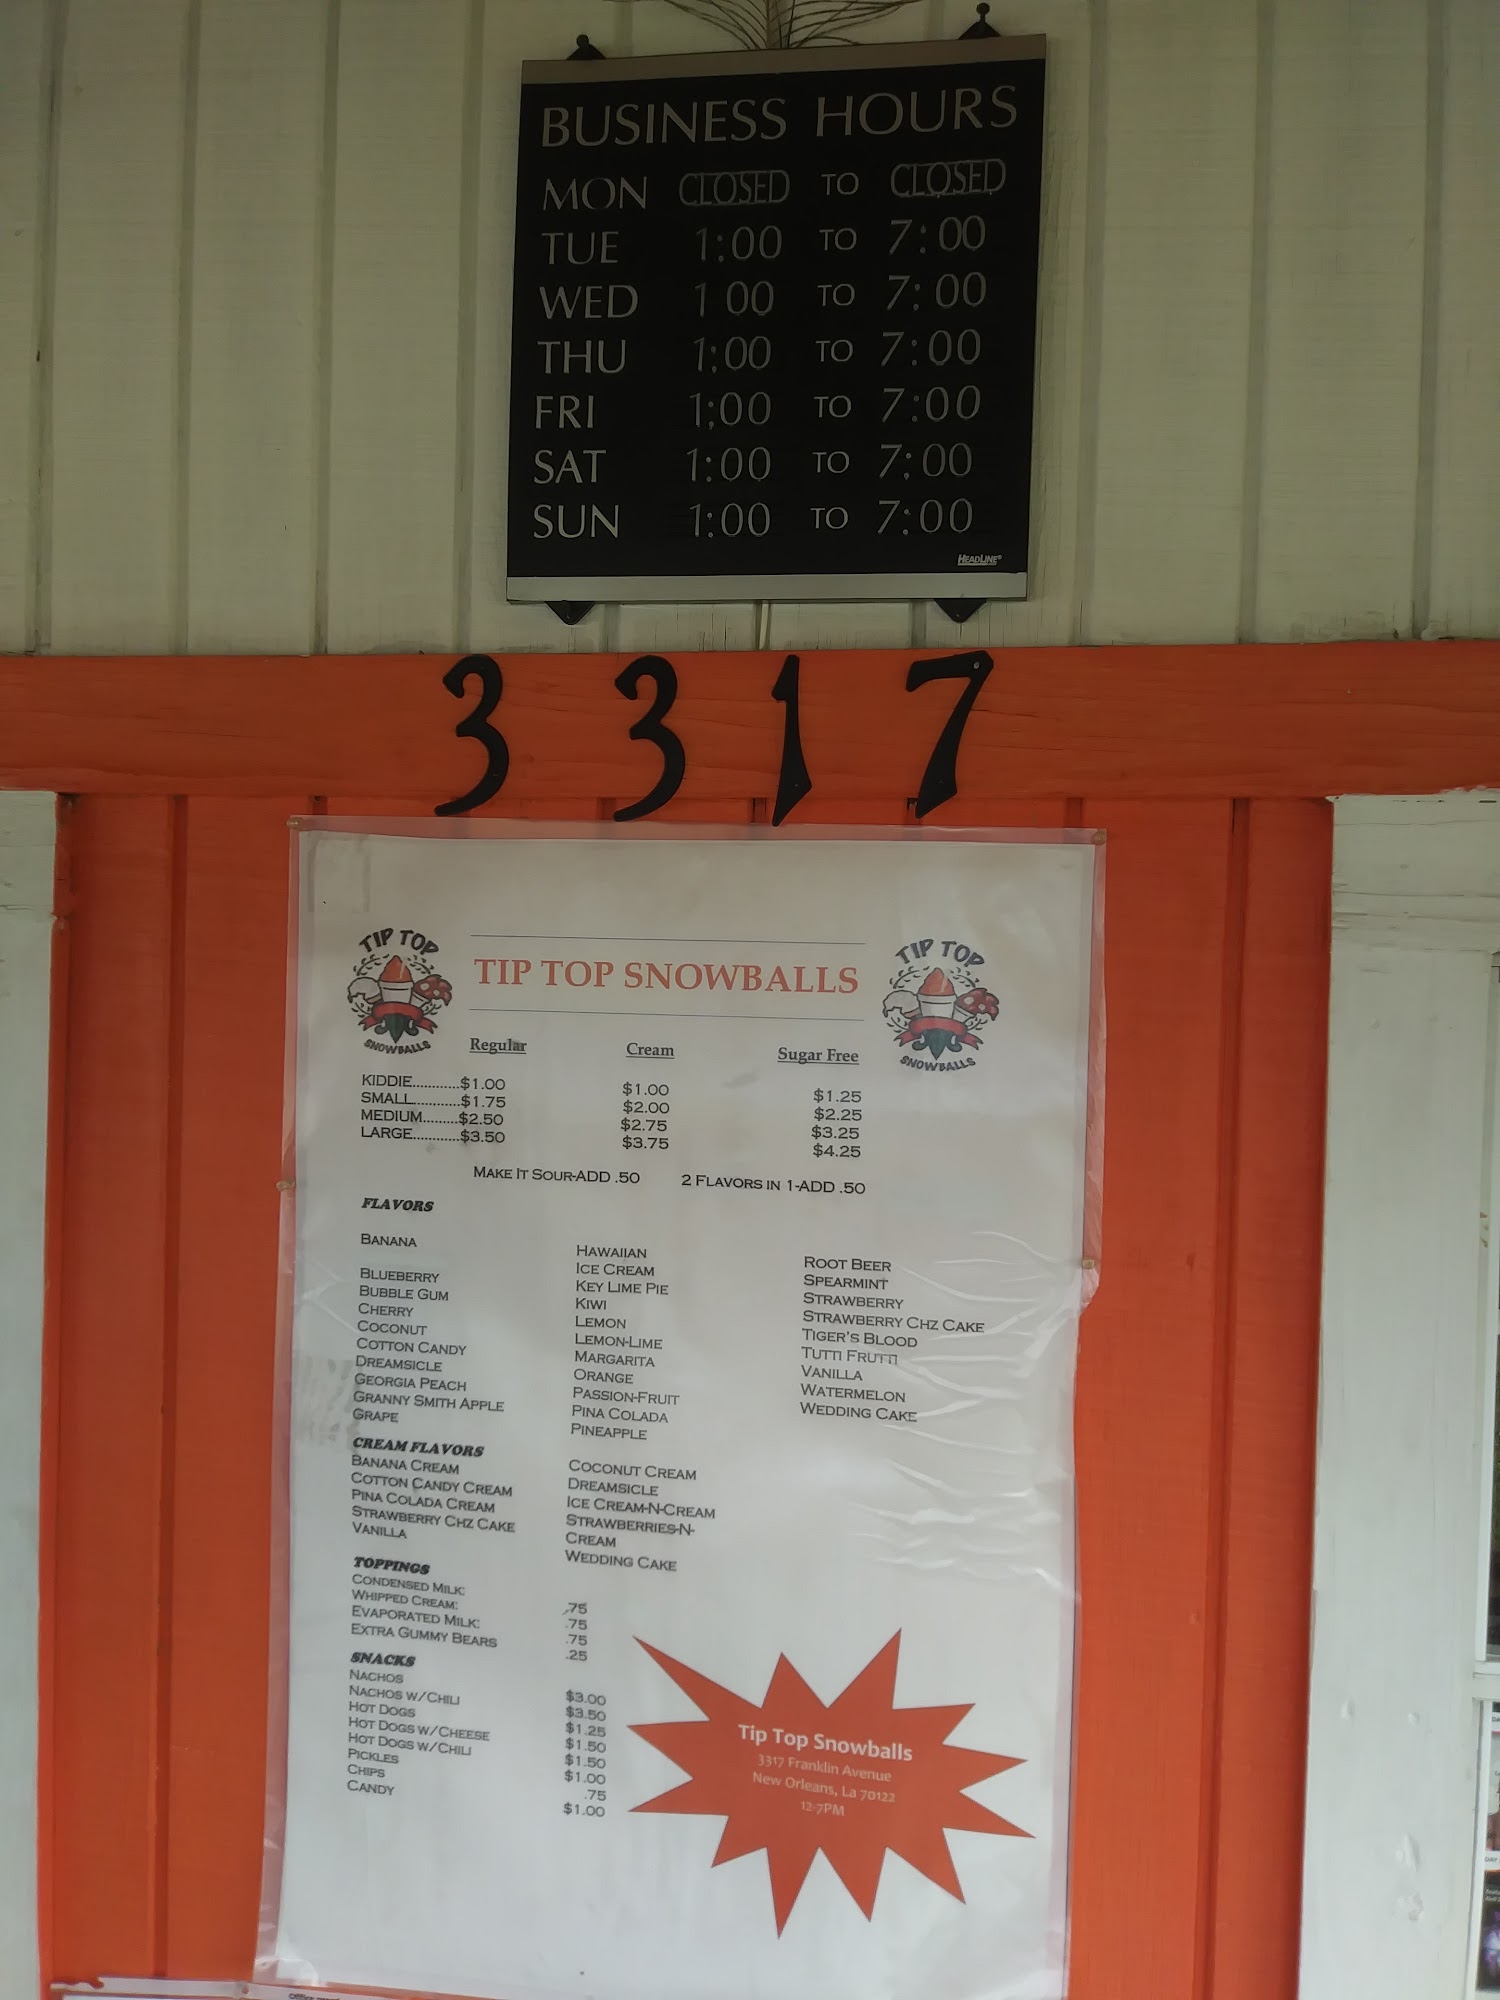 BUSINESS HOURS
MON CLOSED TO CLOSED
TUE 1:00 TO 7:00
WED 1 00 TO 7:00
THU 1:00 TO 7:00
FRI 1:00 TO 7:00
SAT 1:00 TO 7:00
SUN 1:00 TO 7:00
HEADLINE®
3317
TIP TOP
SNOWBALLS
TIP TOP SNOWBALLS
TIP TOP
SNOWBALLS
Regular Cream Sugar Free
KIDDIE............$1.00 $1.00 $1.25
SMALL............$1.75 $2.00 $2.25
MEDIUM.........$2.50 $2.75 $3.25
LARGE............$3.50 $3.75 $4.25
MAKE IT SOUR-ADD .50 2 FLAVORS IN 1-ADD .50
FLAVORS
BANANA
BLUEBERRY
BUBBLE GUM
CHERRY
COCONUT
COTTON CANDY
DREAMSICLE
GEORGIA PEACH
GRANNY SMITH APPLE
GRAPE
HAWAIIAN
ICE CREAM
KEY LIME PIE
KIWI
LEMON
LEMON-LIME
MARGARITA
ORANGE
PASSION-FRUIT
PINA COLADA
PINEAPPLE
ROOT BEER
SPEARMINT
STRAWBERRY
STRAWBERRY CHZ CAKE
TIGER'S BLOOD
TUTTI FRUTTI
VANILLA
WATERMELON
WEDDING CAKE
CREAM FLAVORS
BANANA CREAM
COTTON CANDY CREAM
PINA COLADA CREAM
STRAWBERRY CHZ CAKE
VANILLA
COCONUT CREAM
DREAMSICLE
ICE CREAM-N-CREAM
STRAWBERRIES-N-
CREAM
WEDDING CAKE
TOPPINGS
CONDENSED MILK: .75
WHIPPED CREAM: .75
EVAPORATED MILK: .75
EXTRA GUMMY BEARS .25
SNACKS
NACHOS $3.00
NACHOS W/CHILI $3.50
HOT DOGS $1.25
HOT DOGS W/CHEESE $1.50
HOT DOGS W/CHILI $1.50
PICKLES $1.00
CHIPS .75
CANDY $1.00
Tip Top Snowballs
3317 Franklin Avenue
New Orleans, La 70122
12-7PM